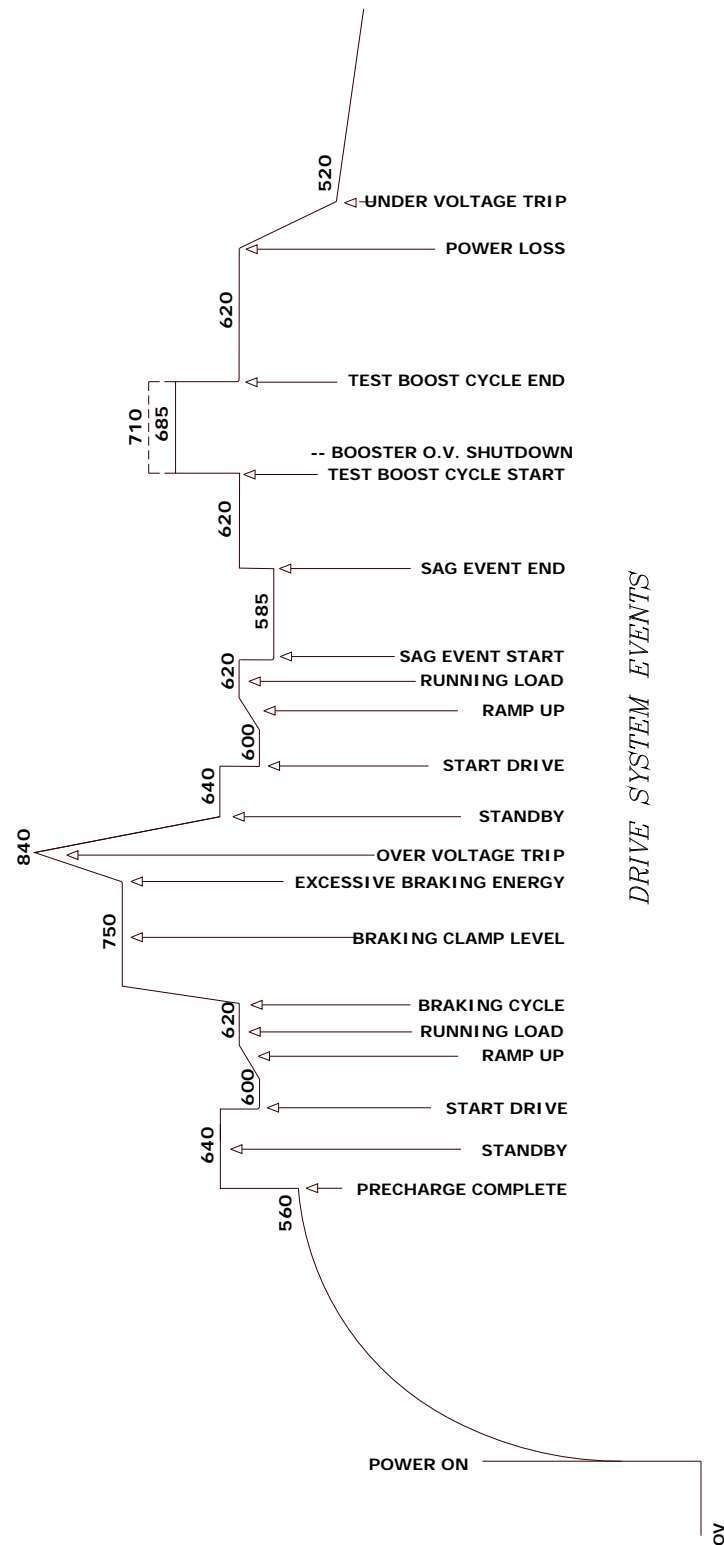 520
UNDER VOLTAGE TRIP
POWER LOSS
620
TEST BOOST CYCLE END
710
685
-- BOOSTER O.V. SHUTDOWN
TEST BOOST CYCLE START
620
SAG EVENT END
585
SAG EVENT START
620
RUNNING LOAD
RAMP UP
600
START DRIVE
640
STANDBY
840
OVER VOLTAGE TRIP
EXCESSIVE BRAKING ENERGY
750
BRAKING CLAMP LEVEL
BRAKING CYCLE
620
RUNNING LOAD
RAMP UP
600
START DRIVE
640
STANDBY
PRECHARGE COMPLETE
560
POWER ON
0V
DRIVE SYSTEM EVENTS